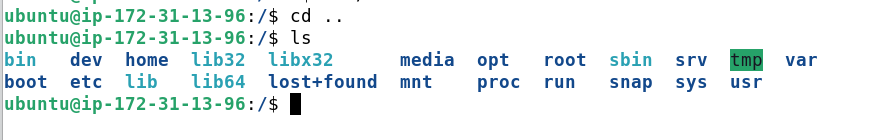 ubuntu@ip-172-31-13-96:/$ cd ..
ubuntu@ip-172-31-13-96:/$ ls
bin dev home lib32 libx32 media opt root sbin srv tmp var
boot etc lib lib64 lost+found mnt proc run snap sys usr
ubuntu@ip-172-31-13-96:/$